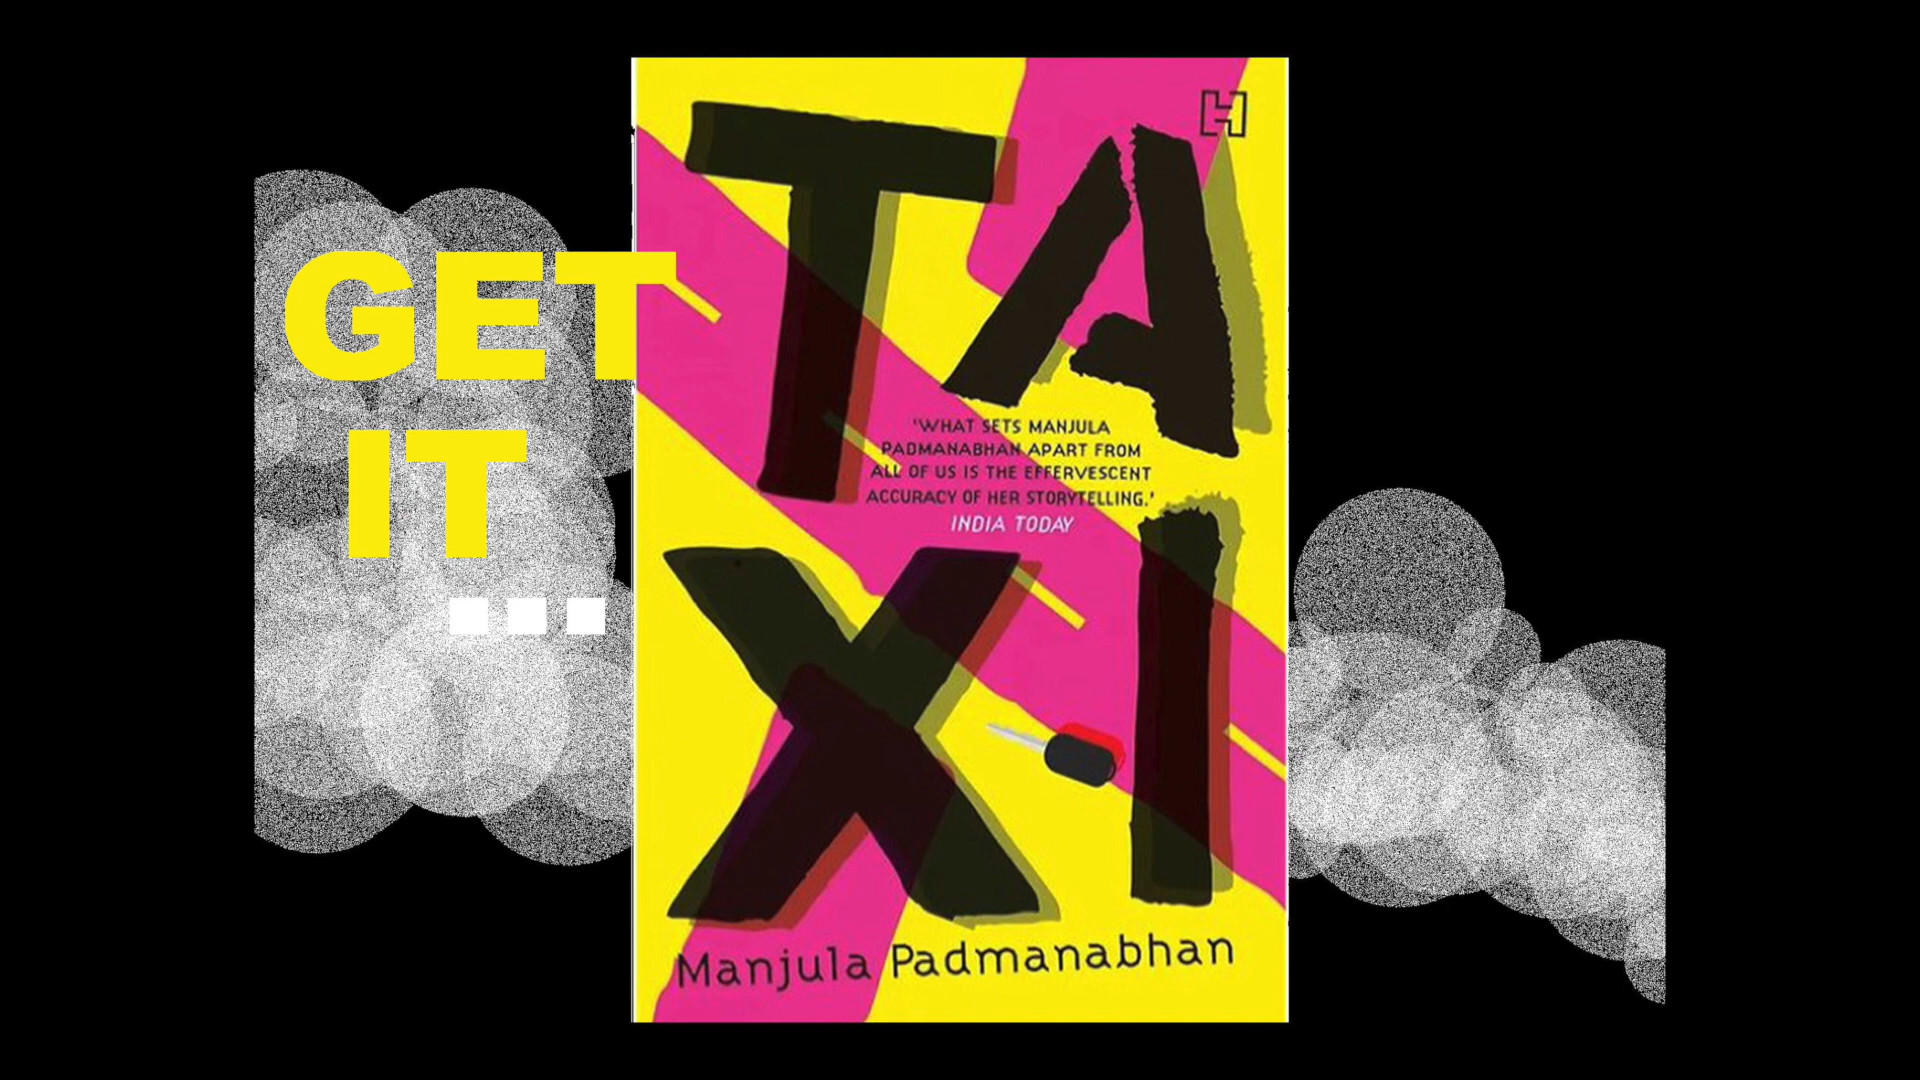 GET
IT
...
TA
XI
'WHAT SETS MANJULA
PADMANABHAN APART FROM
ALL OF US IS THE EFFERVESCENT
ACCURACY OF HER STORYTELLING.'
INDIA TODAY
Manjula Padmanabhan